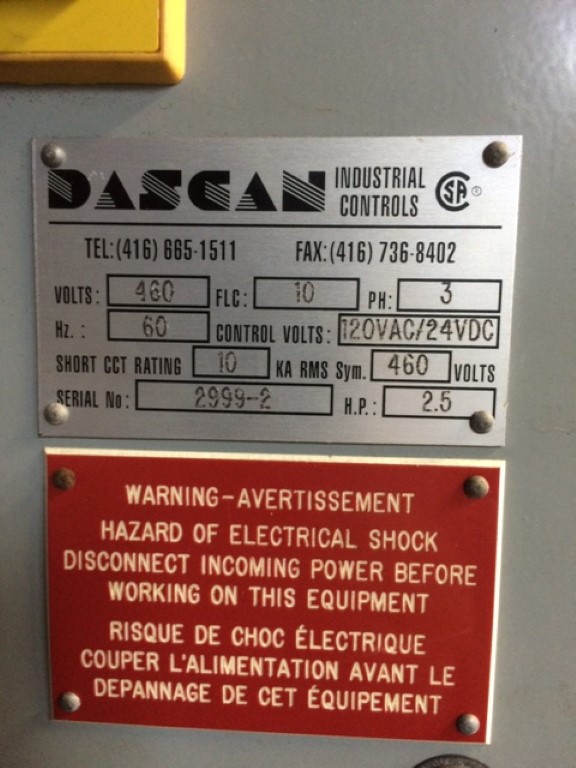 DASCAN INDUSTRIAL CONTROLS CSA ®
TEL:(416) 665-1511 FAX:(416) 736-8402
VOLTS: 460 FLC: 10 PH: 3
Hz.: 60 CONTROL VOLTS: 120VAC/24VDC
SHORT CCT RATING 10 KA RMS Sym. 460 VOLTS
SERIAL No: 2999-2 H.P.: 2.5
WARNING-AVERTISSEMENT
HAZARD OF ELECTRICAL SHOCK
DISCONNECT INCOMING POWER BEFORE
WORKING ON THIS EQUIPMENT
RISQUE DE CHOC ÉLECTRIQUE
COUPER L'ALIMENTATION AVANT LE
DEPANNAGE DE CET ÉQUIPEMENT